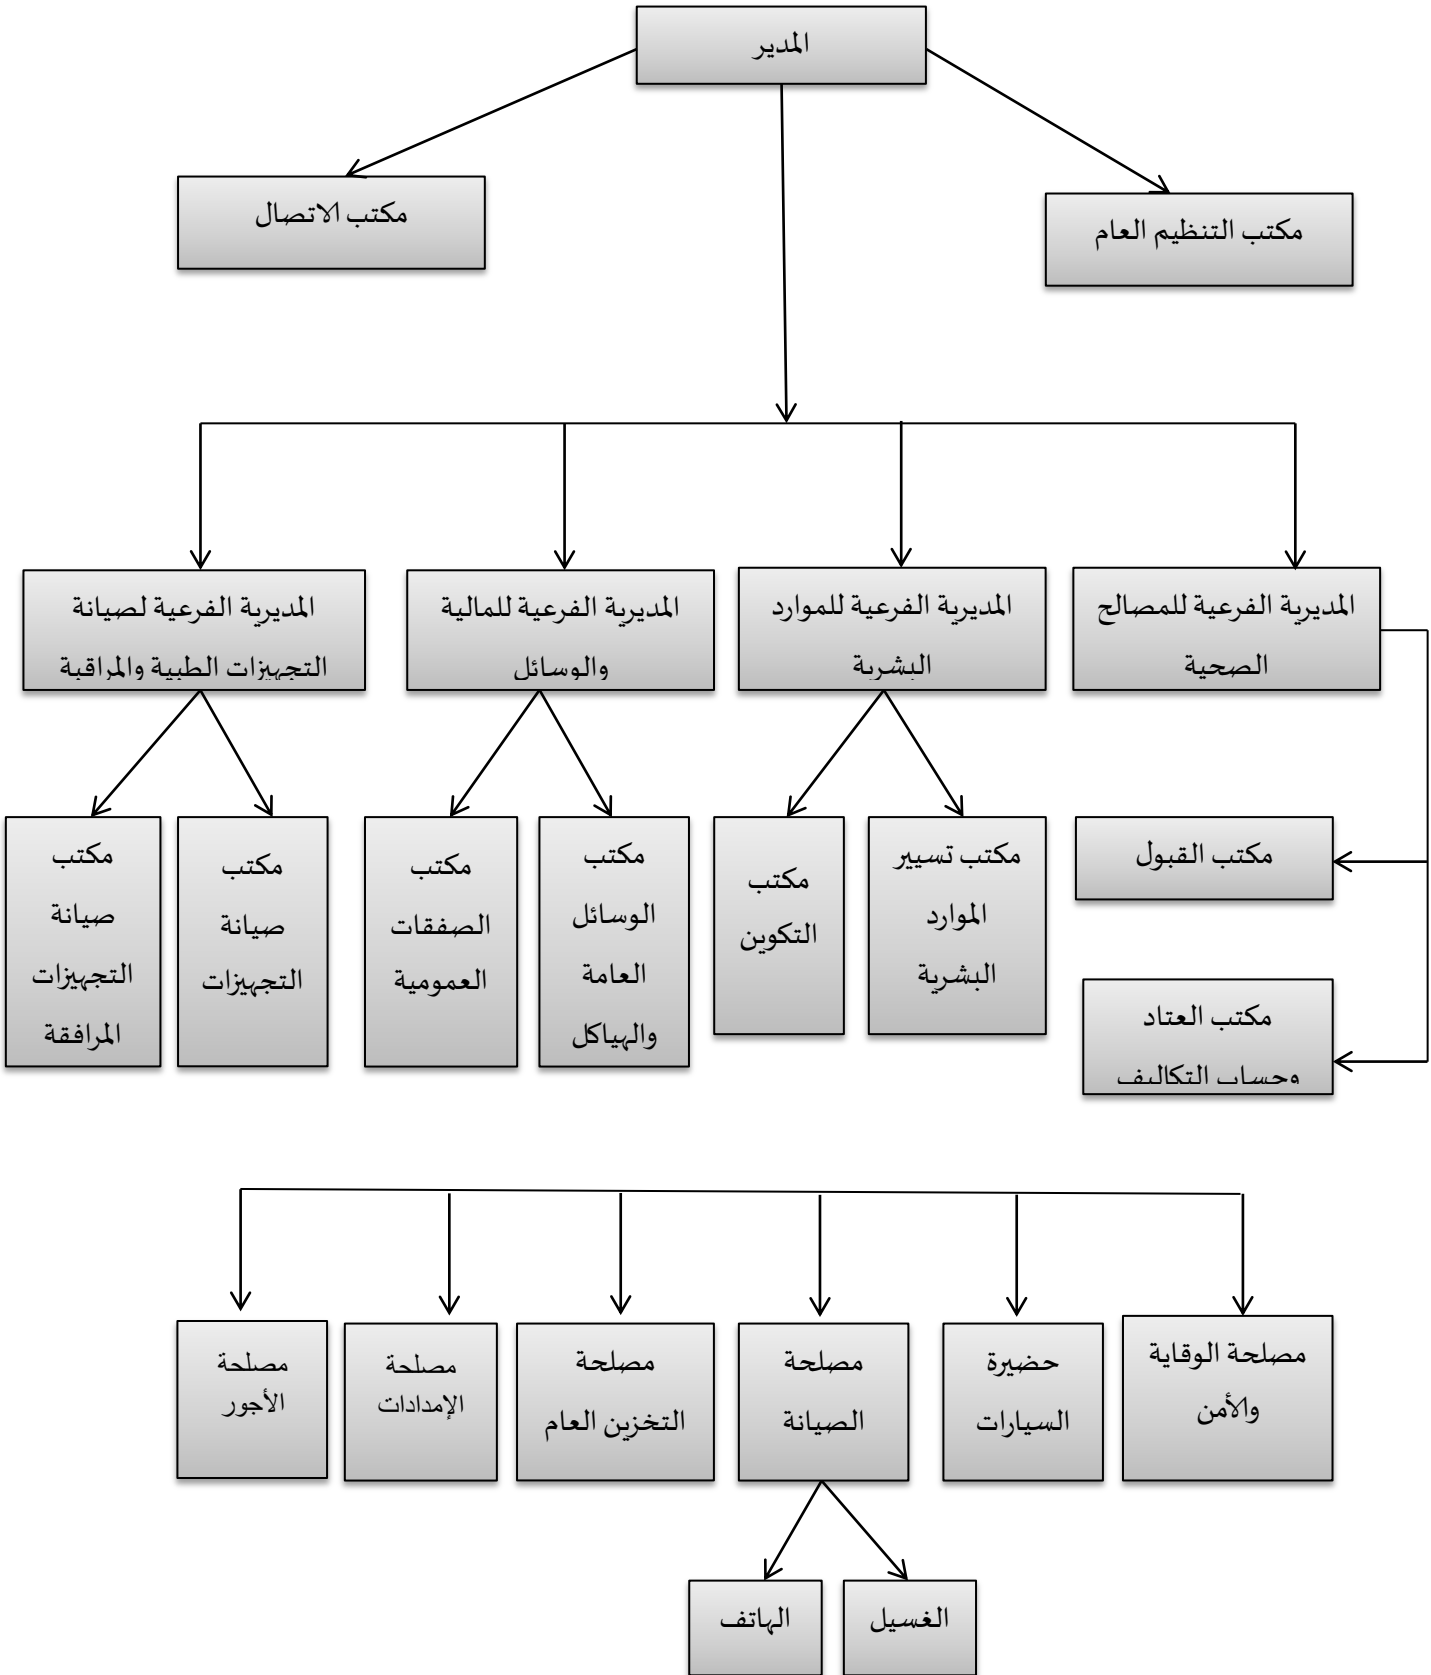 المدير
مكتب التنظيم العام
مكتب الاتصال
المديرية الفرعية للمصالح
الصحية
المديرية الفرعية للموارد
البشرية
المديرية الفرعية للمالية
والوسائل
المديرية الفرعية لصيانة
التجهيزات الطبية والمراقبة
مكتب القبول
مكتب العتاد
وحساب التكاليف
مكتب تسيير
الموارد
البشرية
مكتب
التكوين
مكتب
الوسائل
العامة
والهياكل
مكتب
الصفقات
العمومية
مكتب
صيانة
التجهيزات
مكتب
صيانة
التجهيزات
المرافقة
مصلحة الوقاية
والأمن
حضيرة
السيارات
مصلحة
الصيانة
مصلحة
التخزين العام
مصلحة
الإمدادات
مصلحة
الأجور
الغسيل
الهاتف